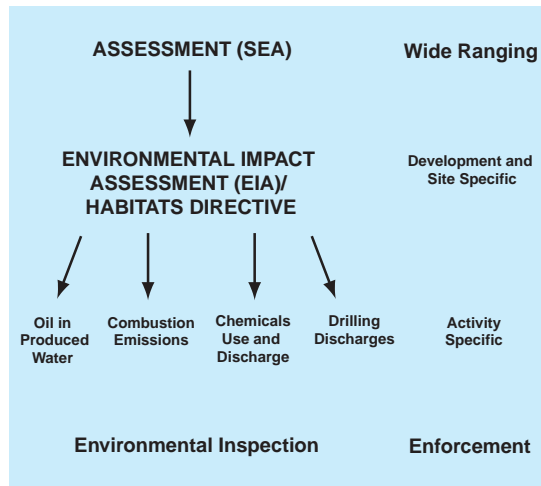 ASSESSMENT (SEA)
Wide Ranging
ENVIRONMENTAL IMPACT
ASSESSMENT (EIA)/
HABITATS DIRECTIVE
Development and
Site Specific
Oil in
Produced
Water
Combustion
Emissions
Chemicals
Use and
Discharge
Drilling
Discharges
Activity
Specific
Environmental Inspection
Enforcement